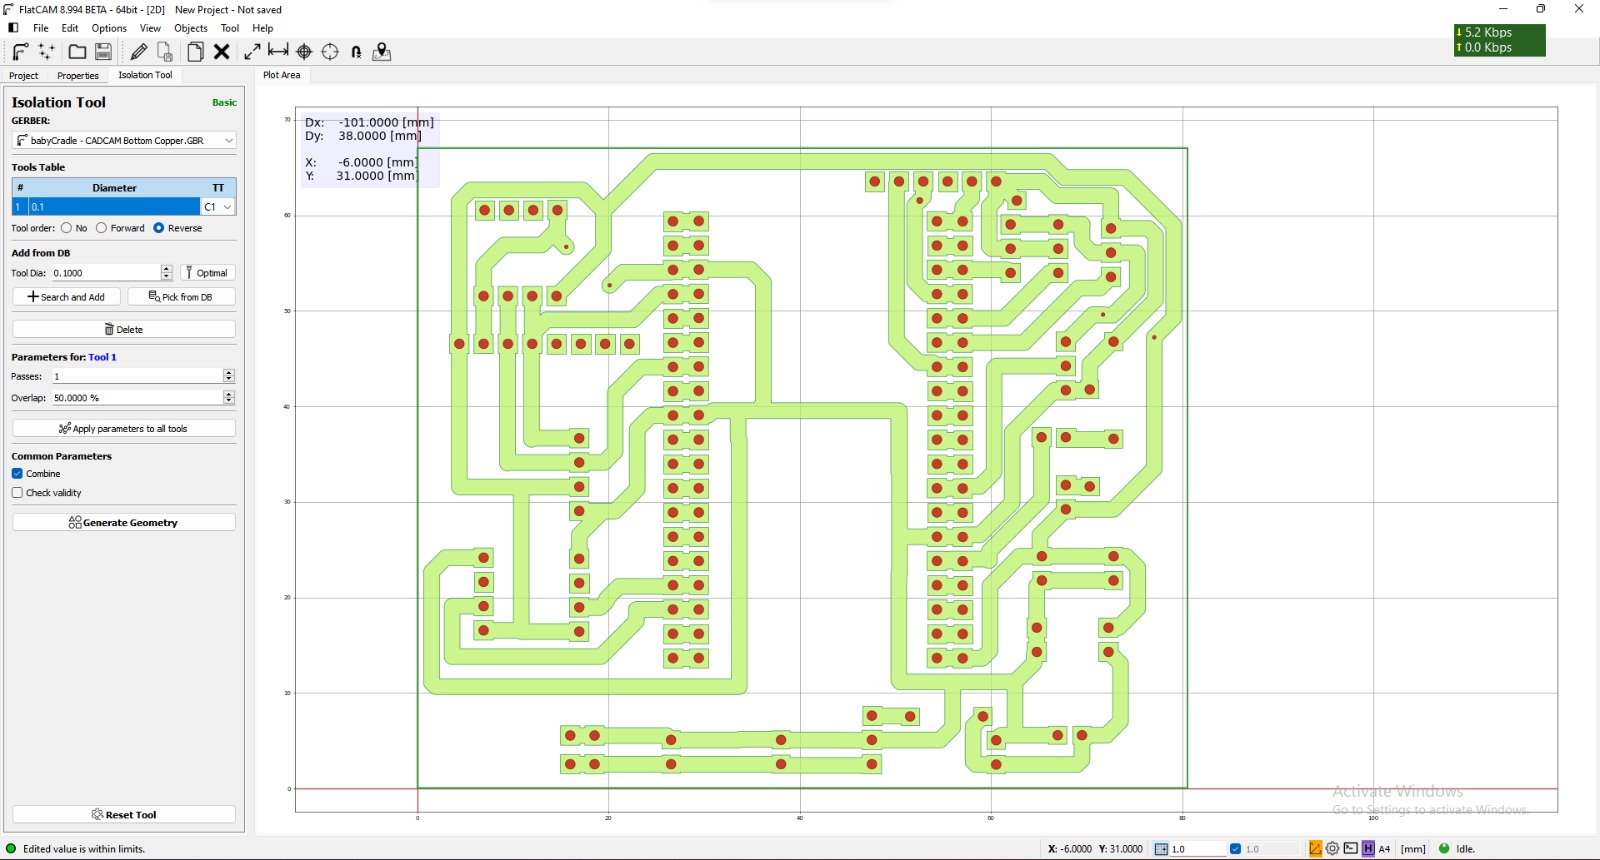 FlatCAM 8.994 BETA - 64bit - [2D]    New Project - Not saved
File Edit Options View Objects Tool Help
↓ 5.2 Kbps
↑ 0.0 Kbps
Project Properties Isolation Tool Plot Area
Isolation Tool Basic
GERBER:
babyCradle - CADCAM Bottom Copper.GBR
Tools Table
# Diameter TT
1 0.1 C1
Tool order: No Forward Reverse
Add from DB
Tool Dia: 0.1000 Optimal
Search and Add Pick from DB
Delete
Parameters for: Tool 1
Passes: 1
Overlap: 50.0000 %
Apply parameters to all tools
Common Parameters
Combine
Check validity
Generate Geometry
Reset Tool
Dx: -101.0000 [mm]
Dy: 38.0000 [mm]
X: -6.0000 [mm]
Y: 31.0000 [mm]
70
60
50
40
30
20
10
0
0 20 40 60 80 100
Activate Windows
Go to Settings to activate Windows.
Edited value is within limits. X: -6.0000 Y: 31.0000 1.0 1.0 H A4 [mm] Idle.